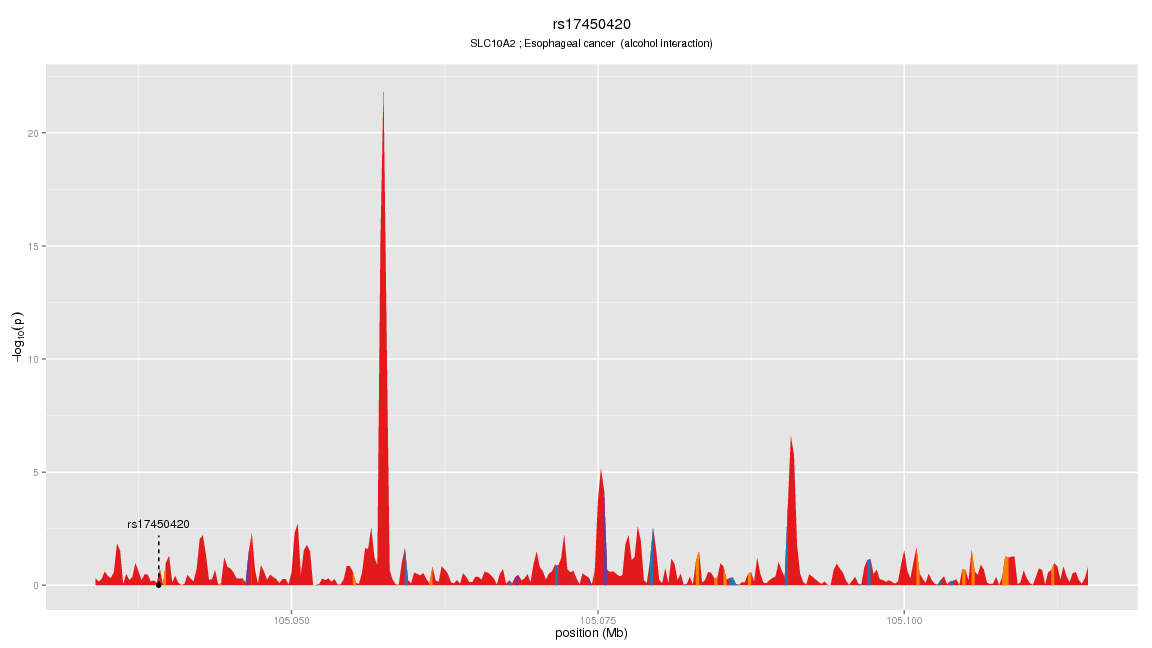 rs17450420
SLC10A2 ; Esophageal cancer (alcohol interaction)
−log10(p)
20
15
10
5
0
rs17450420
105.050
105.075
105.100
position (Mb)